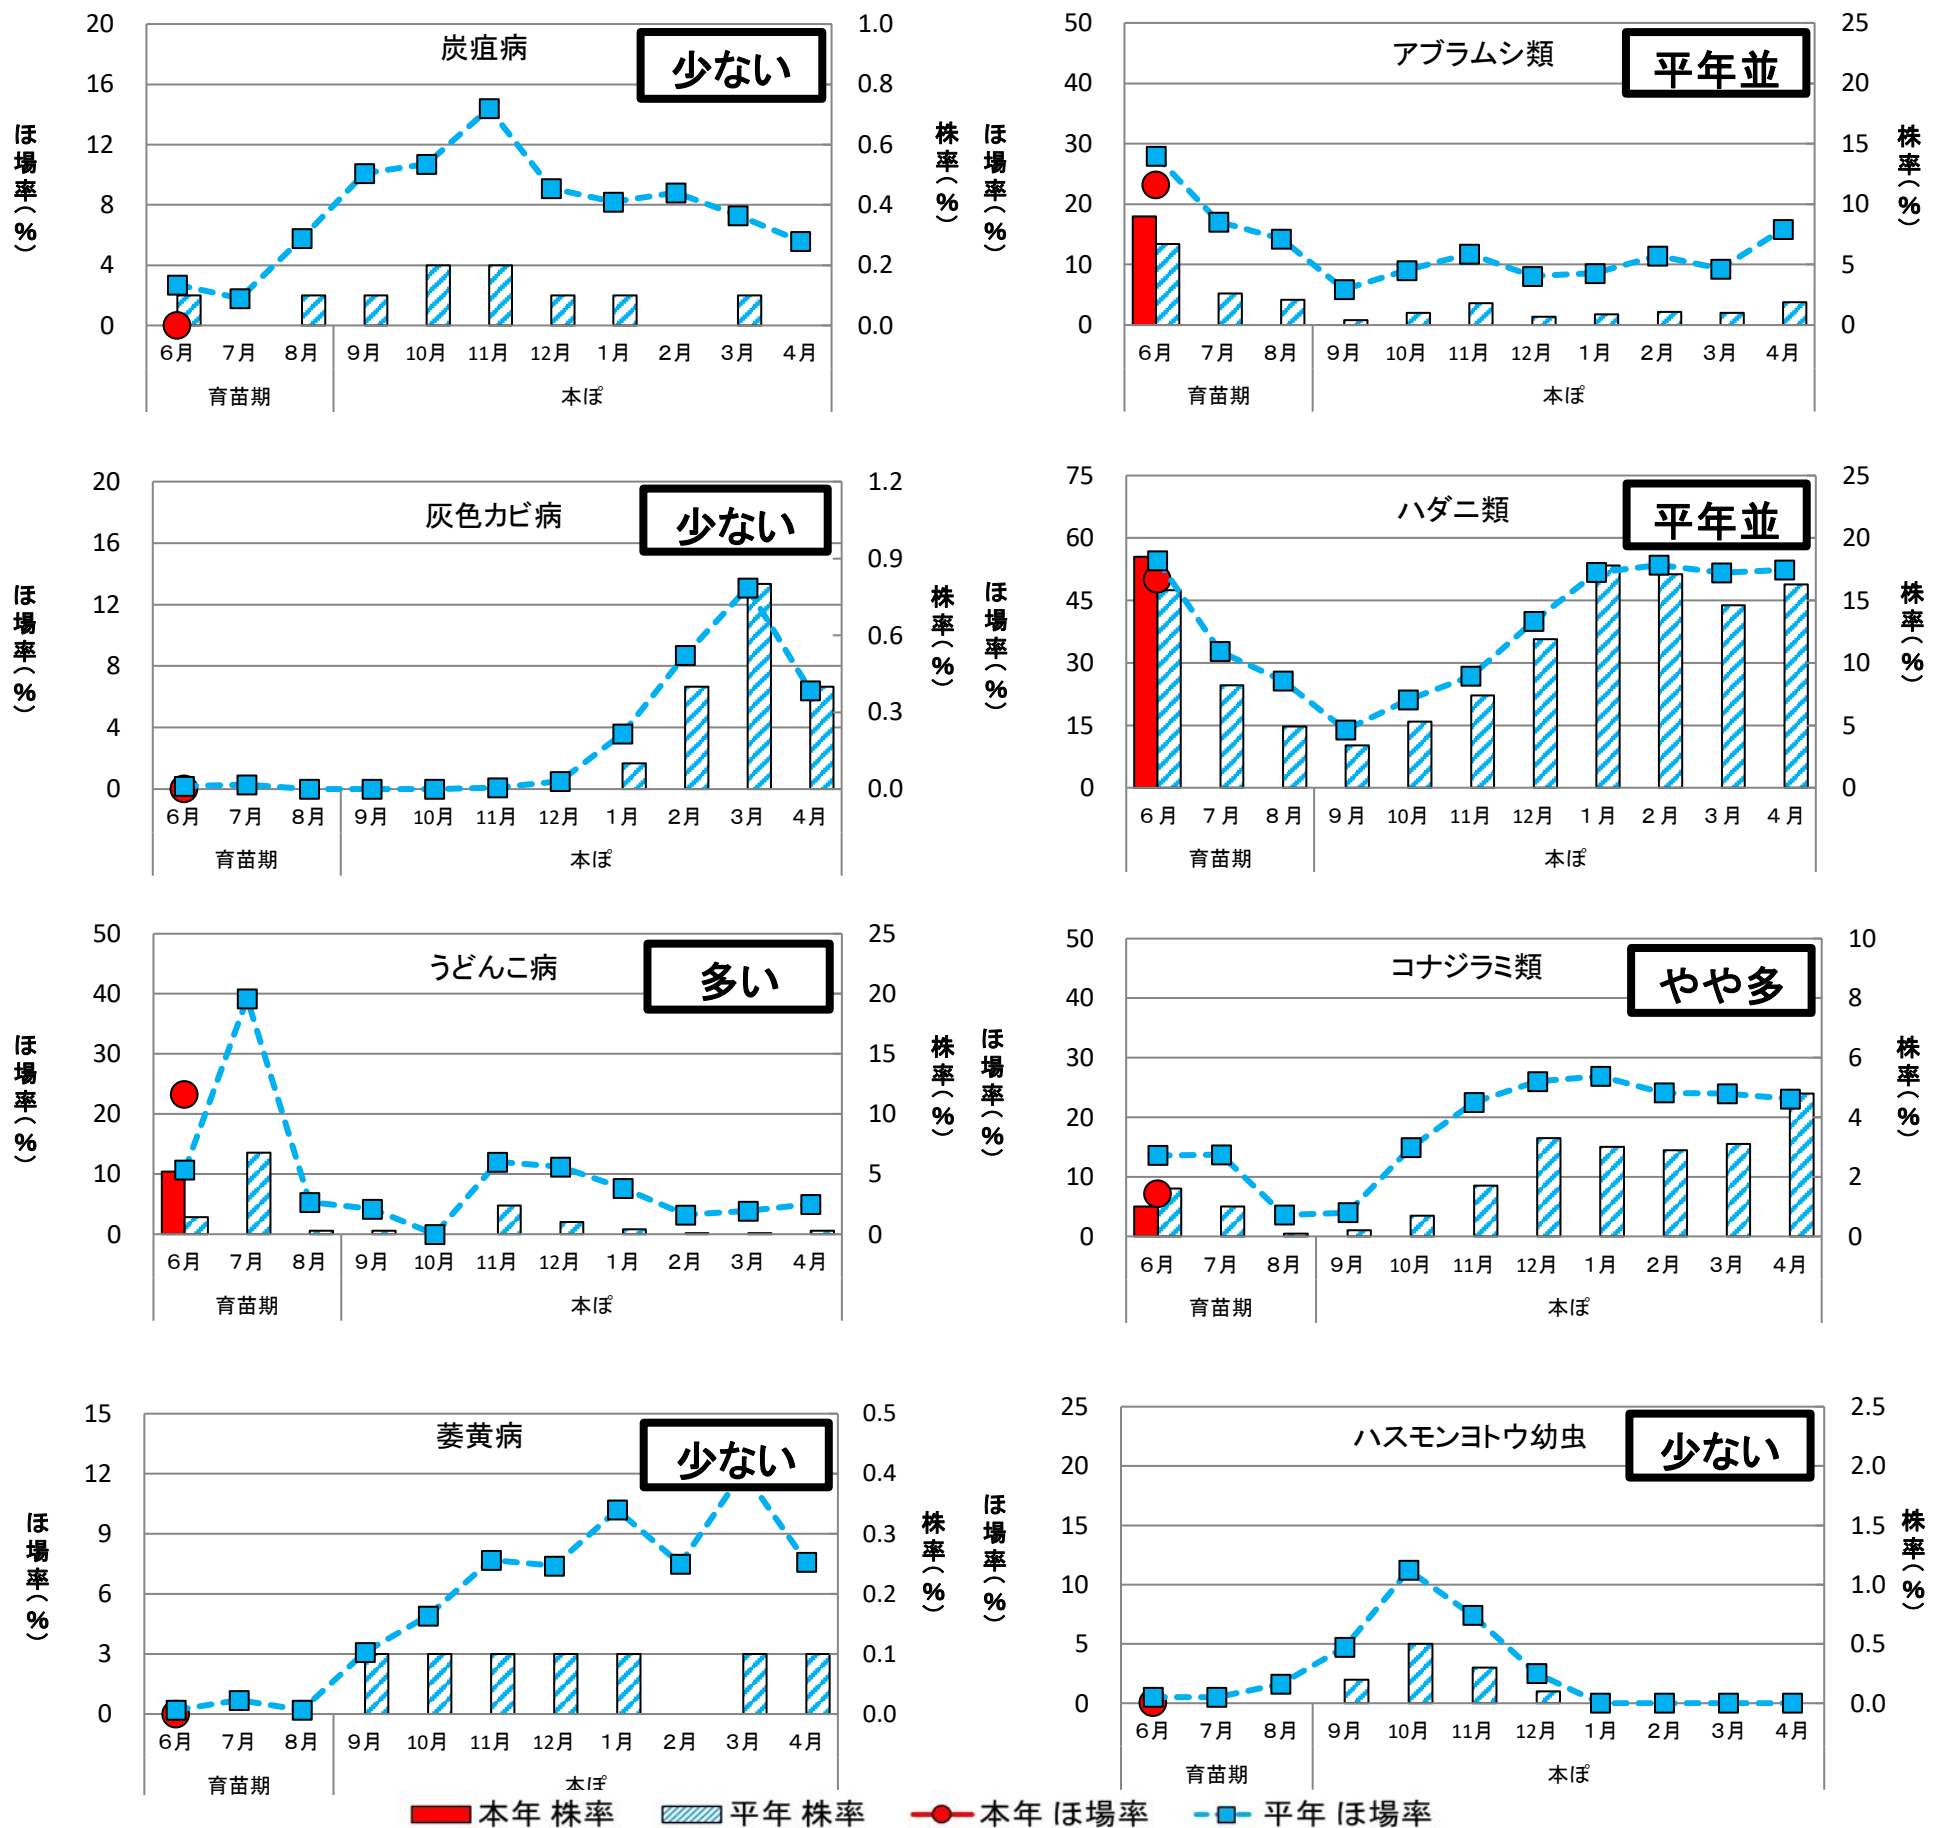 炭疽病
少ない
20
16
12
8
4
0
1.0
0.8
0.6
0.4
0.2
0.0
ほ場率(%)
株率(%)
6月 7月 8月 9月 10月 11月 12月 1月 2月 3月 4月
育苗期 本ぽ
アブラムシ類
平年並
50
40
30
20
10
0
25
20
15
10
5
0
ほ場率(%)
株率(%)
6月 7月 8月 9月 10月 11月 12月 1月 2月 3月 4月
育苗期 本ぽ
灰色カビ病
少ない
20
16
12
8
4
0
1.2
0.9
0.6
0.3
0.0
ほ場率(%)
株率(%)
6月 7月 8月 9月 10月 11月 12月 1月 2月 3月 4月
育苗期 本ぽ
ハダニ類
平年並
75
60
45
30
15
0
25
20
15
10
5
0
ほ場率(%)
株率(%)
6月 7月 8月 9月 10月 11月 12月 1月 2月 3月 4月
育苗期 本ぽ
うどんこ病
多い
50
40
30
20
10
0
25
20
15
10
5
0
ほ場率(%)
株率(%)
6月 7月 8月 9月 10月 11月 12月 1月 2月 3月 4月
育苗期 本ぽ
コナジラミ類
やや多
50
40
30
20
10
0
10
8
6
4
2
0
ほ場率(%)
株率(%)
6月 7月 8月 9月 10月 11月 12月 1月 2月 3月 4月
育苗期 本ぽ
萎黄病
少ない
15
12
9
6
3
0
0.5
0.4
0.3
0.2
0.1
0.0
ほ場率(%)
株率(%)
6月 7月 8月 9月 10月 11月 12月 1月 2月 3月 4月
育苗期 本ぽ
ハスモンヨトウ幼虫
少ない
25
20
15
10
5
0
2.5
2.0
1.5
1.0
0.5
0.0
ほ場率(%)
株率(%)
6月 7月 8月 9月 10月 11月 12月 1月 2月 3月 4月
育苗期 本ぽ
本年 株率 平年 株率 本年 ほ場率 平年 ほ場率